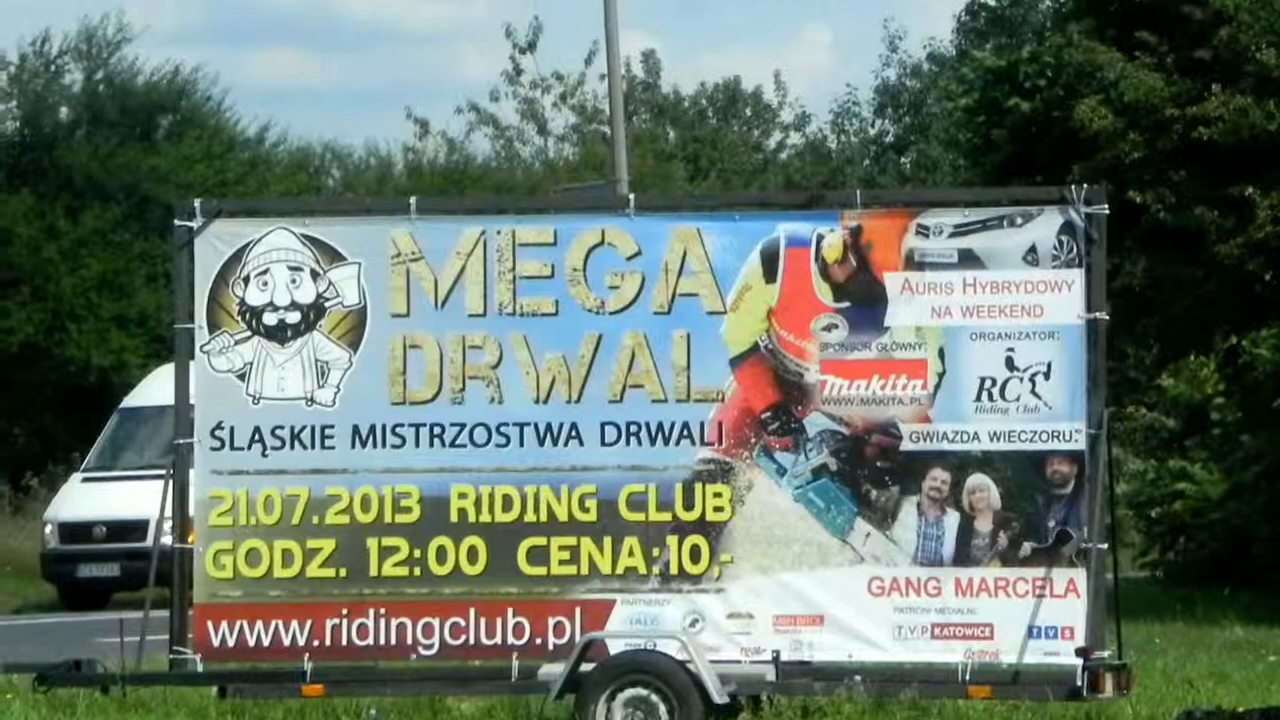 MEGA
DRWAL
ŚLĄSKIE MISTRZOSTWA DRWALI
21.07.2013 RIDING CLUB
GODZ. 12:00 CENA:10,-
www.ridingclub.pl
AURIS HYBRYDOWY
NA WEEKEND
SPONSOR GŁÓWNY:
makita
WWW.MAKITA.PL
ORGANIZATOR:
RC
Riding Club
GWIAZDA WIECZORU:
GANG MARCELA
PARTNERZY
PATRONI MEDIALNI:
TVP KATOWICE
TVS